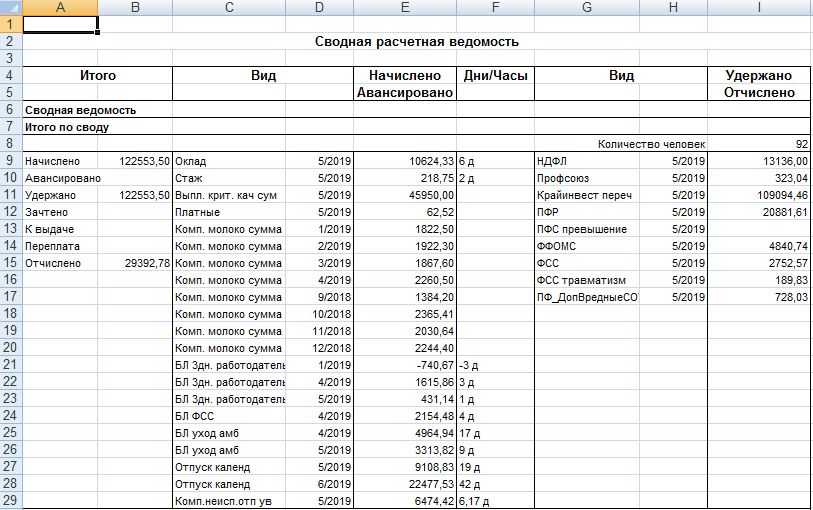 A B C D E F G H I
1
2 Сводная расчетная ведомость
3
4 Итого Вид Начислено Дни/Часы Вид Удержано
5 Авансировано Отчислено
6 Сводная ведомость
7 Итого по своду
8 Количество человек 92
9 Начислено 122553,50 Оклад 5/2019 10624,33 6 д НДФЛ 5/2019 13136,00
10 Авансировано Стаж 5/2019 218,75 2 д Профсоюз 5/2019 323,04
11 Удержано 122553,50 Выпл. крит. кач сум 5/2019 45950,00 Крайинвест переч 5/2019 109094,46
12 Зачтено Платные 5/2019 62,52 ПФР 5/2019 20881,61
13 К выдаче Комп. молоко сумма 1/2019 1822,50 ПФС превышение 5/2019
14 Переплата Комп. молоко сумма 2/2019 1922,30 ФФОМС 5/2019 4840,74
15 Отчислено 29392,78 Комп. молоко сумма 3/2019 1867,60 ФСС 5/2019 2752,57
16 Комп. молоко сумма 4/2019 2260,50 ФСС травматизм 5/2019 189,83
17 Комп. молоко сумма 9/2018 1384,20 ПФ_ДопВредныеСО 5/2019 728,03
18 Комп. молоко сумма 10/2018 2365,41
19 Комп. молоко сумма 11/2018 2030,64
20 Комп. молоко сумма 12/2018 2244,40
21 БЛ 3дн. работодатель 1/2019 -740,67 -3 д
22 БЛ 3дн. работодатель 4/2019 1615,86 3 д
23 БЛ 3дн. работодатель 5/2019 431,14 1 д
24 БЛ ФСС 4/2019 2154,48 4 д
25 БЛ уход амб 4/2019 4964,94 17 д
26 БЛ уход амб 5/2019 3313,82 9 д
27 Отпуск календ 5/2019 9108,83 19 д
28 Отпуск календ 6/2019 22477,53 42 д
29 Комп.неисп.отп ув 5/2019 6474,42 6,17 д